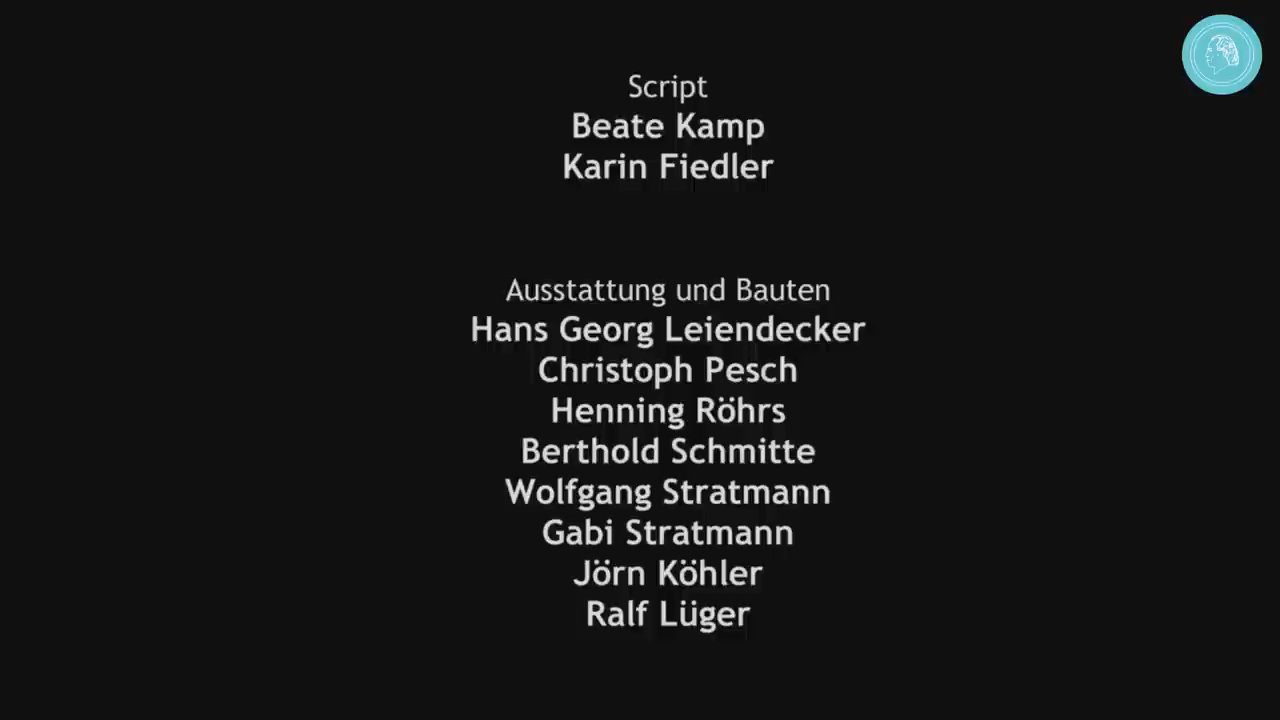 Script
Beate Kamp
Karin Fiedler
Ausstattung und Bauten
Hans Georg Leiendecker
Christoph Pesch
Henning Röhrs
Berthold Schmitte
Wolfgang Stratmann
Gabi Stratmann
Jörn Köhler
Ralf Lüger